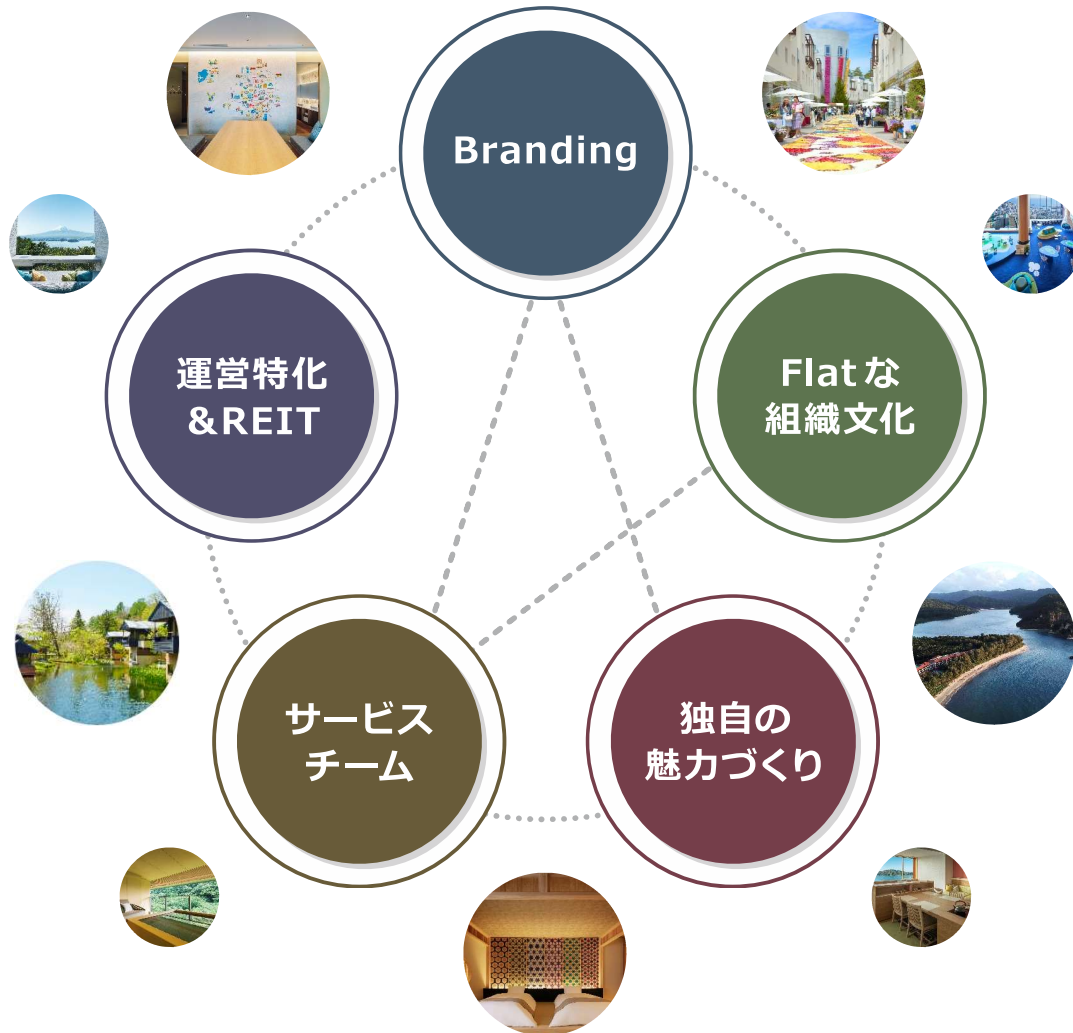 Branding
運営特化
&REIT
Flatな
組織文化
サービス
チーム
独自の
魅力づくり